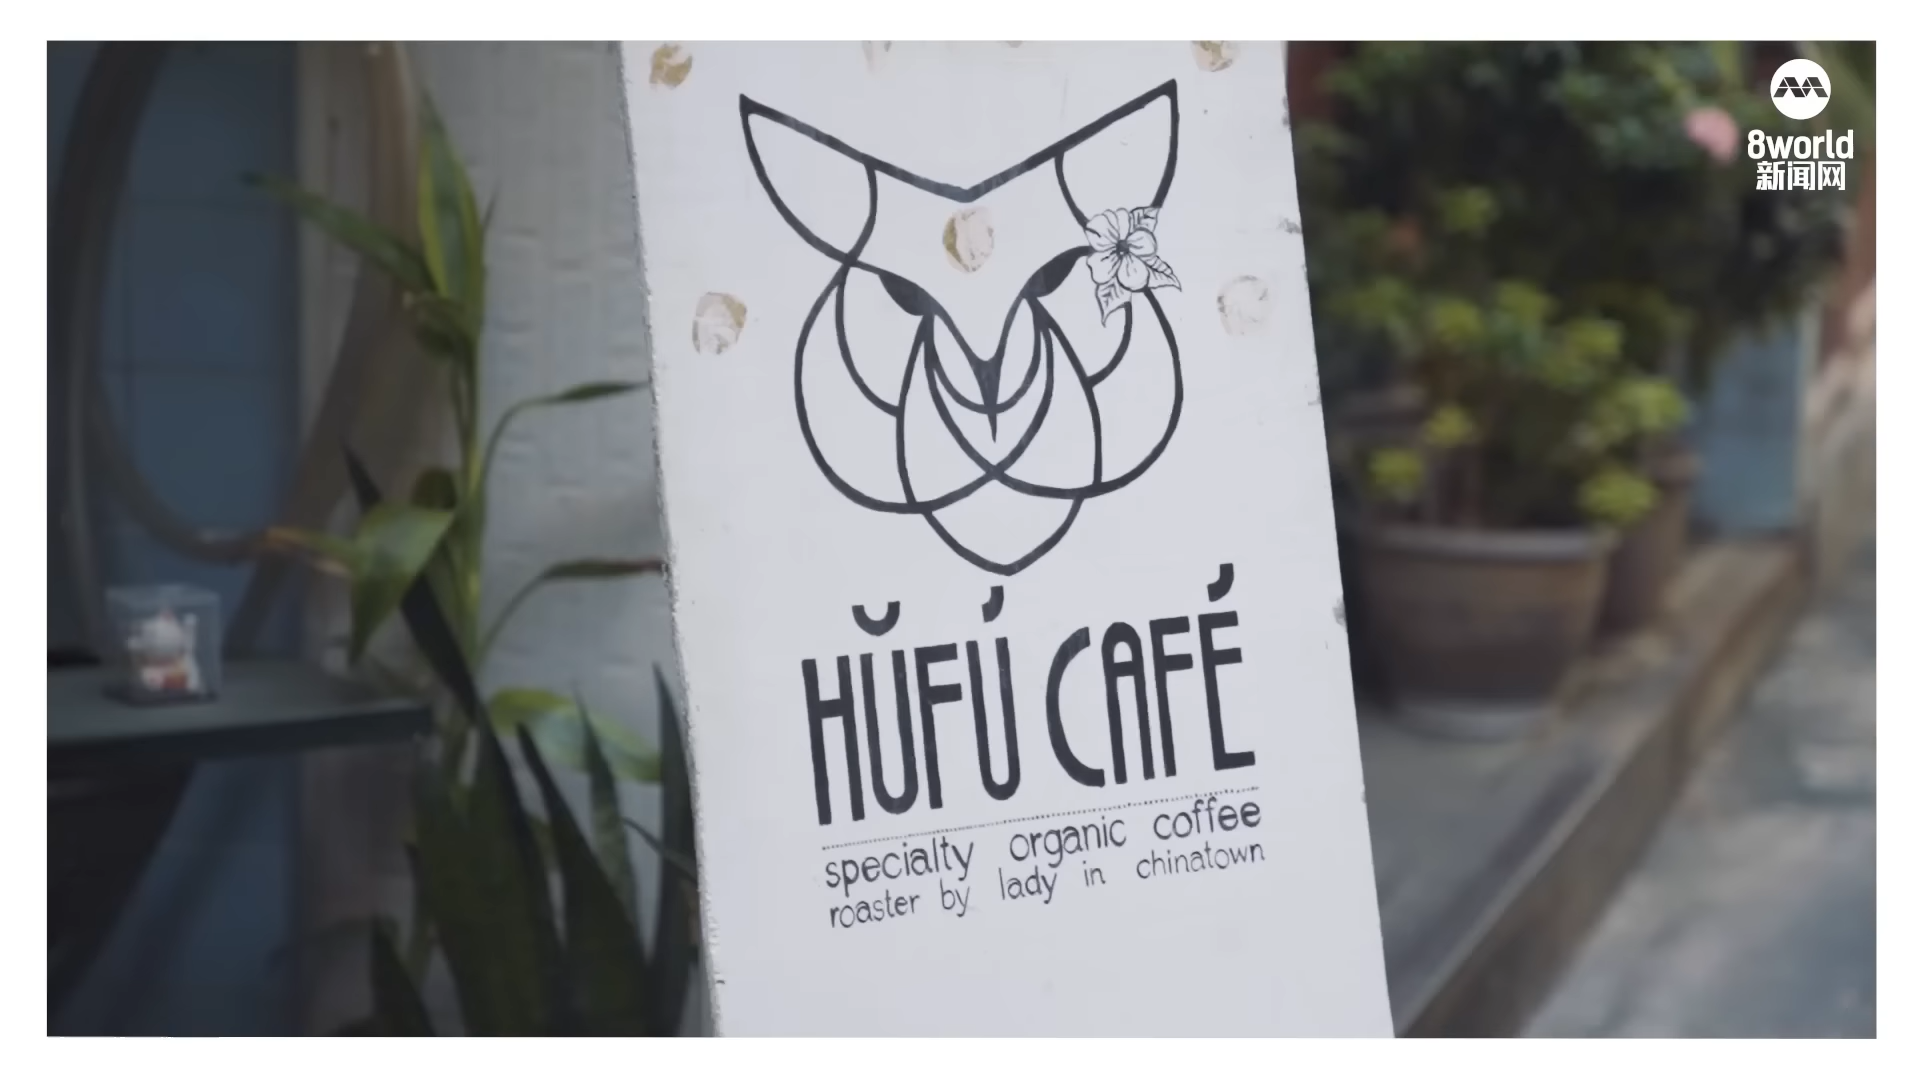 8world
新闻网
HŬFÚ CAFÉ
specialty organic coffee
roaster by lady in chinatown